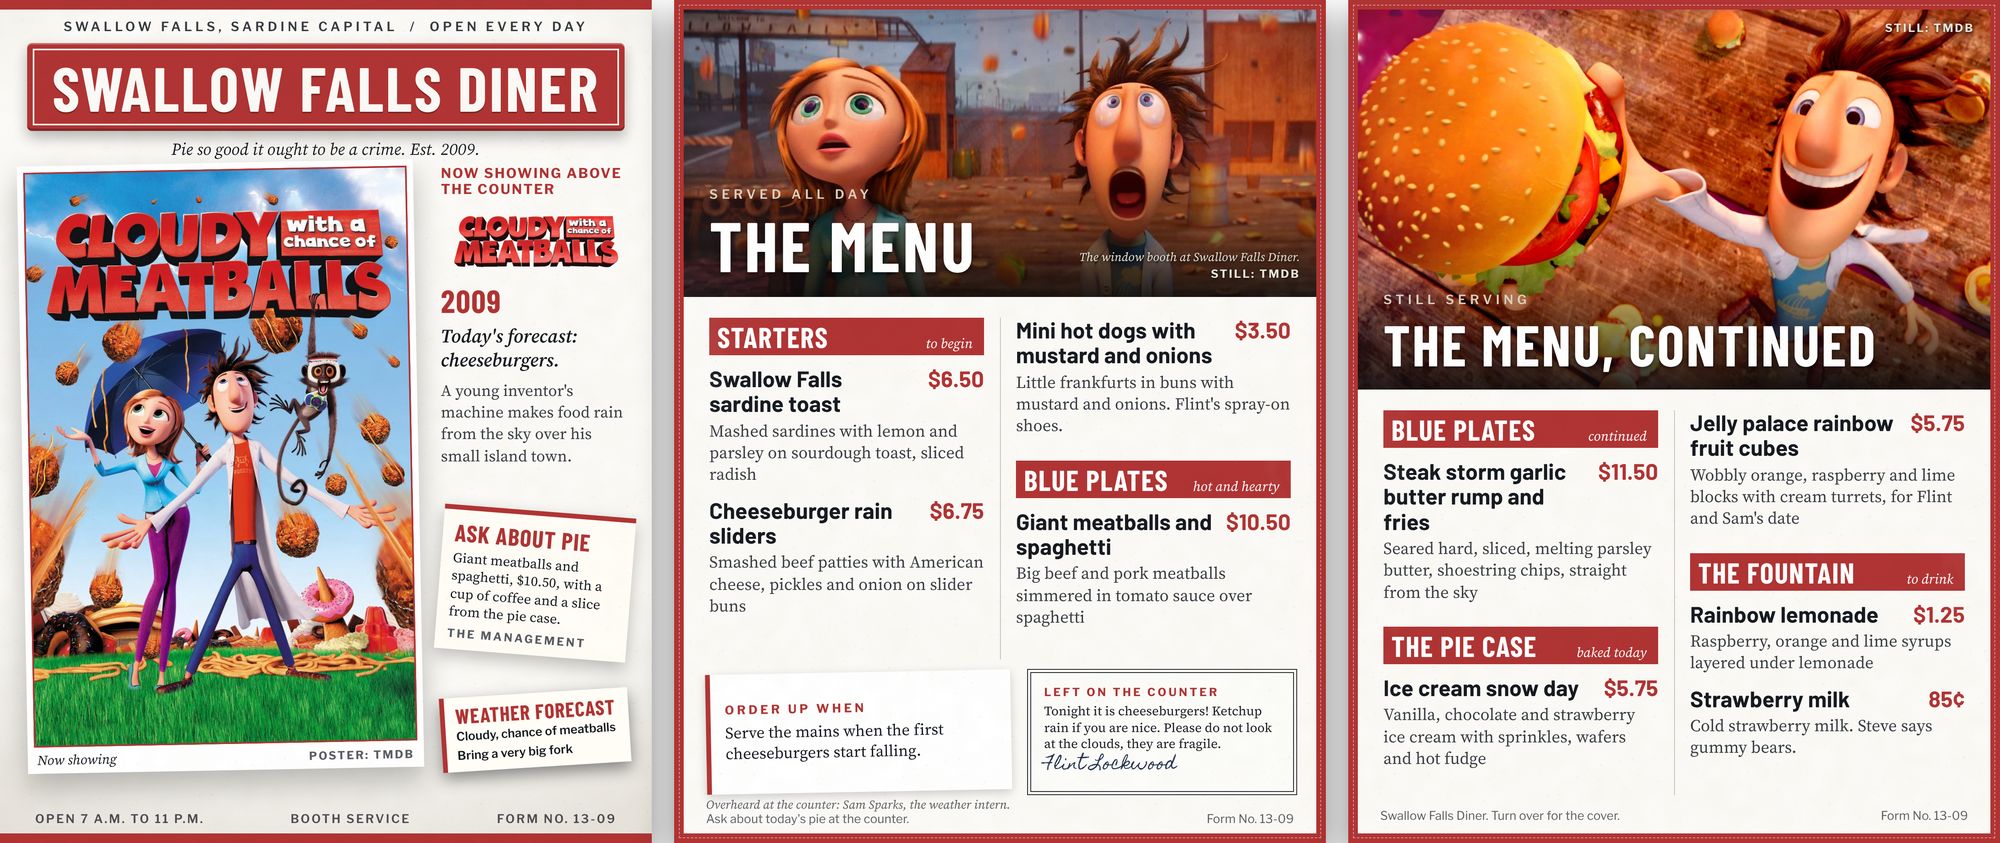 SWALLOW FALLS, SARDINE CAPITAL / OPEN EVERY DAY
SWALLOW FALLS DINER
Pie so good it ought to be a crime. Est. 2009.
CLOUDY with a
chance of
MEATBALLS
Now showing
POSTER: TMDB
NOW SHOWING ABOVE
THE COUNTER
CLOUDY with a
chance of
MEATBALLS
2009
Today's forecast:
cheeseburgers.
A young inventor's
machine makes food rain
from the sky over his
small island town.
ASK ABOUT PIE
Giant meatballs and
spaghetti, $10.50, with a
cup of coffee and a slice
from the pie case.
THE MANAGEMENT
WEATHER FORECAST
Cloudy, chance of meatballs
Bring a very big fork
OPEN 7 A.M. TO 11 P.M.
BOOTH SERVICE
FORM NO. 13-09
SERVED ALL DAY
THE MENU
The window booth at Swallow Falls Diner.
STILL: TMDB
STARTERS to begin
Swallow Falls $6.50
sardine toast
Mashed sardines with lemon and
parsley on sourdough toast, sliced
radish
Cheeseburger rain $6.75
sliders
Smashed beef patties with American
cheese, pickles and onion on slider
buns
Mini hot dogs with $3.50
mustard and onions
Little frankfurts in buns with
mustard and onions. Flint's spray-on
shoes.
BLUE PLATES hot and hearty
Giant meatballs and $10.50
spaghetti
Big beef and pork meatballs
simmered in tomato sauce over
spaghetti
ORDER UP WHEN
Serve the mains when the first
cheeseburgers start falling.
LEFT ON THE COUNTER
Tonight it is cheeseburgers! Ketchup
rain if you are nice. Please do not look
at the clouds, they are fragile.
Flint Lockwood
Overheard at the counter: Sam Sparks, the weather intern.
Ask about today's pie at the counter.
Form No. 13-09
STILL: TMDB
STILL SERVING
THE MENU, CONTINUED
BLUE PLATES continued
Steak storm garlic $11.50
butter rump and
fries
Seared hard, sliced, melting parsley
butter, shoestring chips, straight
from the sky
THE PIE CASE baked today
Ice cream snow day $5.75
Vanilla, chocolate and strawberry
ice cream with sprinkles, wafers
and hot fudge
Jelly palace rainbow $5.75
fruit cubes
Wobbly orange, raspberry and lime
blocks with cream turrets, for Flint
and Sam's date
THE FOUNTAIN to drink
Rainbow lemonade $1.25
Raspberry, orange and lime syrups
layered under lemonade
Strawberry milk 85¢
Cold strawberry milk. Steve says
gummy bears.
Swallow Falls Diner. Turn over for the cover.
Form No. 13-09